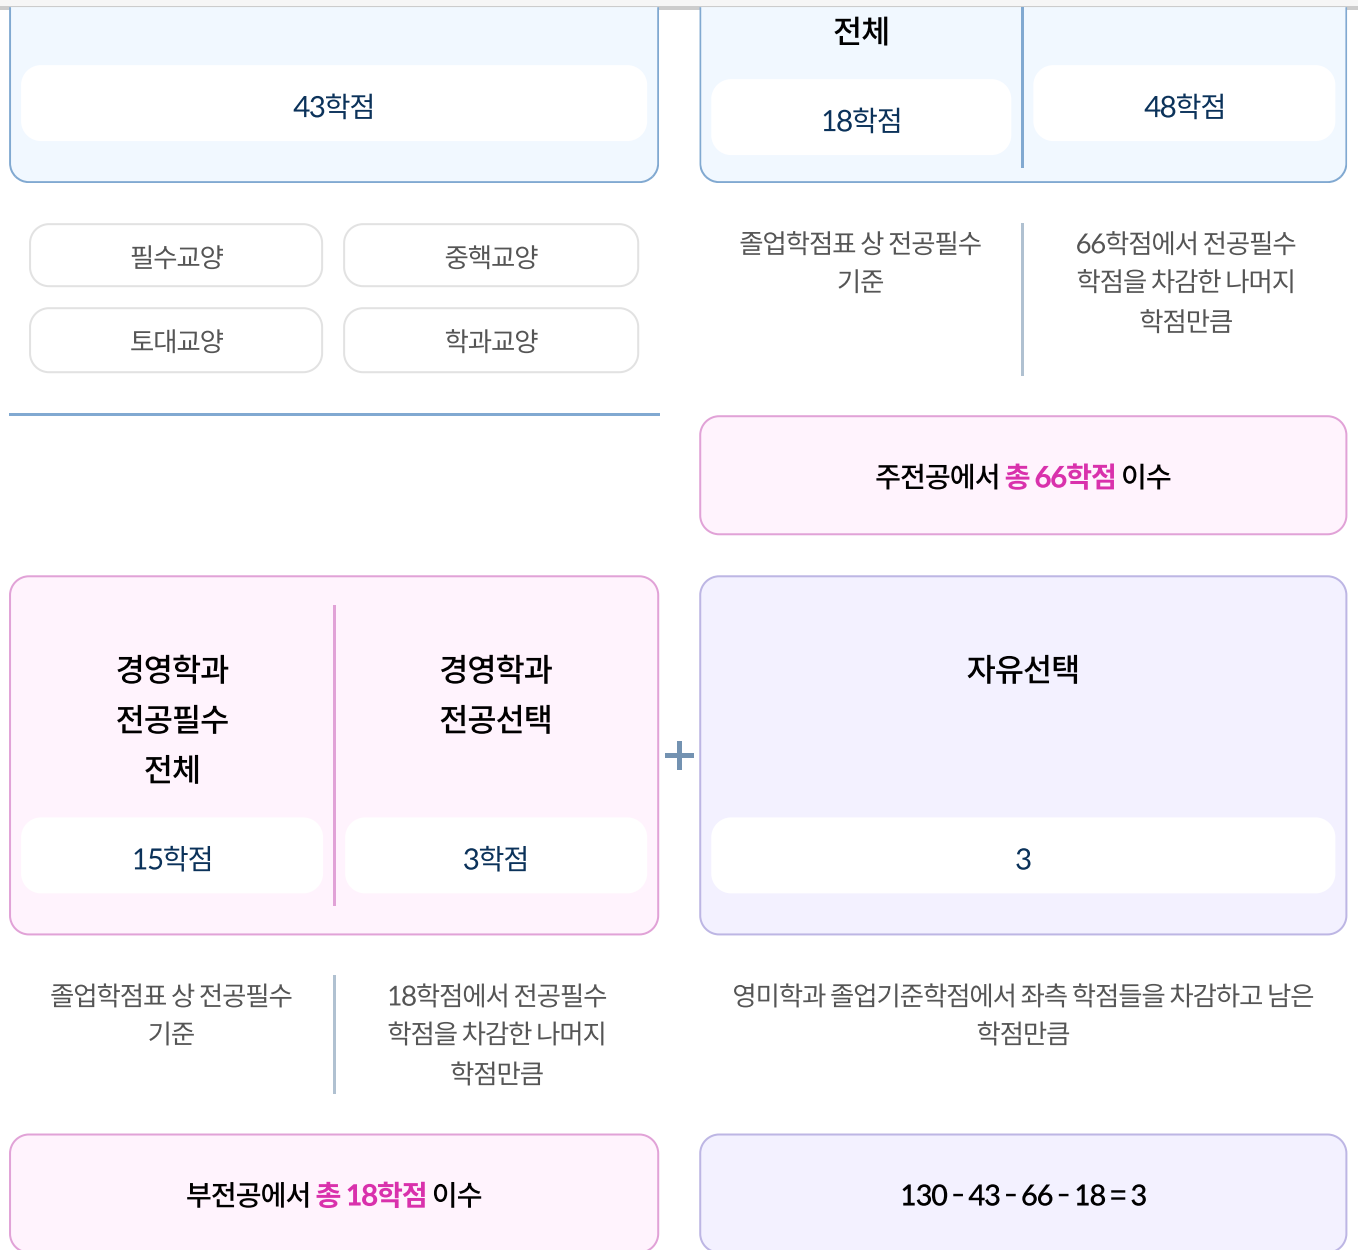 전체
43학점
18학점
48학점
필수교양
중핵교양
토대교양
학과교양
졸업학점표 상 전공필수
기준
66학점에서 전공필수
학점을 차감한 나머지
학점만큼
주전공에서 총 66학점 이수
경영학과
전공필수
전체
15학점
경영학과
전공선택
3학점
+
자유선택
3
졸업학점표 상 전공필수
기준
18학점에서 전공필수
학점을 차감한 나머지
학점만큼
영미학과 졸업기준학점에서 좌측 학점들을 차감하고 남은
학점만큼
부전공에서 총 18학점 이수
130 - 43 - 66 - 18 = 3